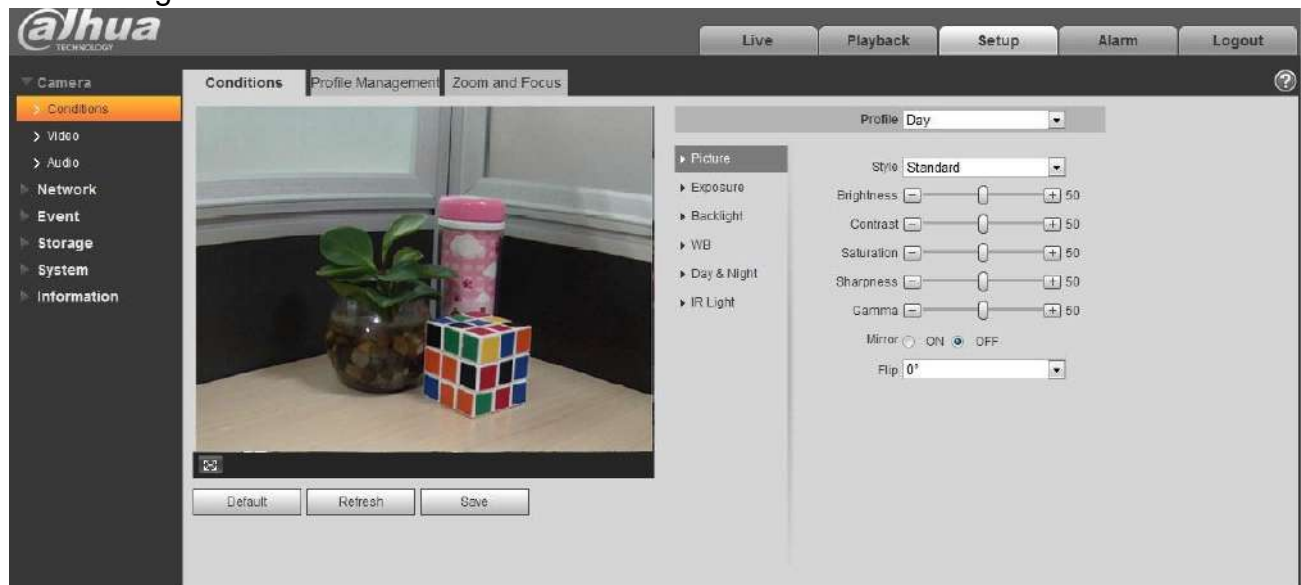 alhua
TECHNOLOGY
Live
Playback
Setup
Alarm
Logout
Camera
Conditions
Video
Audio
Network
Event
Storage
System
Information
Conditions
Profile Management
Zoom and Focus
?
Profile Day
Picture
Exposure
Backlight
WB
Day & Night
IR Light
Style Standard
Brightness - + 50
Contrast - + 50
Saturation - + 50
Sharpness - + 50
Gamma - + 50
Mirror ON OFF
Flip 0°
Default
Refresh
Save